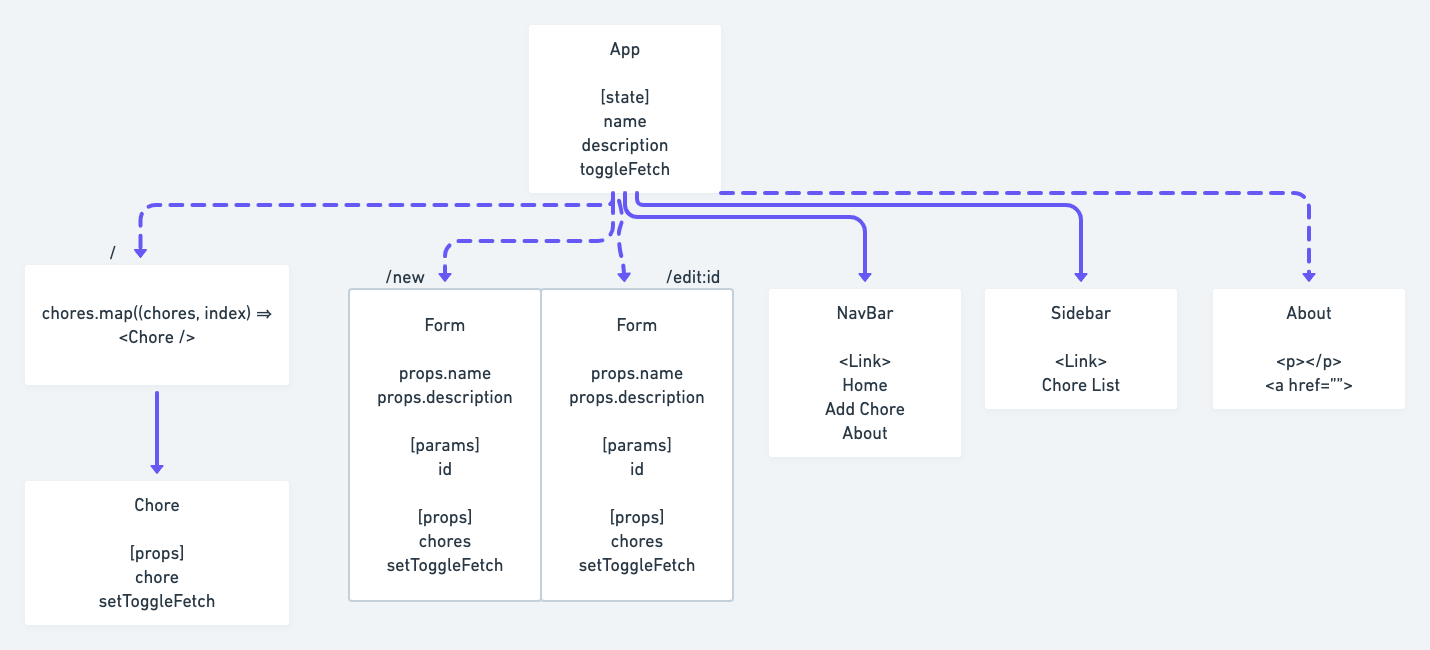 App
[state]
name
description
toggleFetch
/
chores.map((chores, index) ⇒
<Chore />
Chore
[props]
chore
setToggleFetch
/new
Form
props.name
props.description
[params]
id
[props]
chores
setToggleFetch
/edit:id
Form
props.name
props.description
[params]
id
[props]
chores
setToggleFetch
NavBar
<Link>
Home
Add Chore
About
Sidebar
<Link>
Chore List
About
<p></p>
<a href=””>